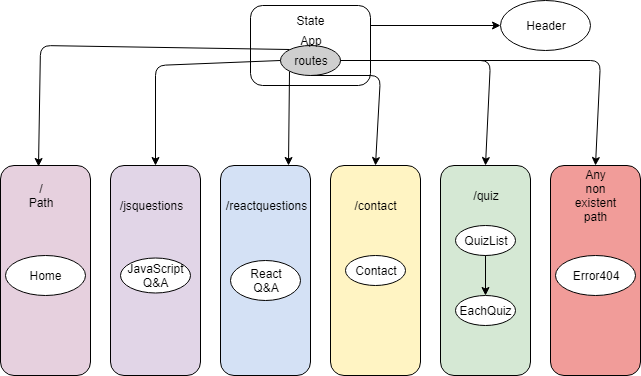 State
App
routes
Header
/
Path
/jsquestions
/reactquestions
/contact
/quiz
Any
non
existent
path
Home
JavaScript
Q&A
React
Q&A
Contact
QuizList
EachQuiz
Error404